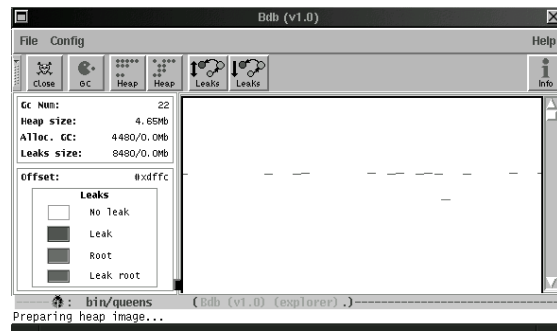 Bdb (v1.0)
File Config Help
Close GC Heap Heap Leaks Leaks Info
Gc Num: 22
Heap size: 4.65Mb
Alloc. GC: 4480/0.0Mb
Leaks size: 8480/0.0Mb
Offset: 0xdffc
Leaks
No leak
Leak
Root
Leak root
: bin/queens (Bdb (v1.0) (explorer).)
Preparing heap image...